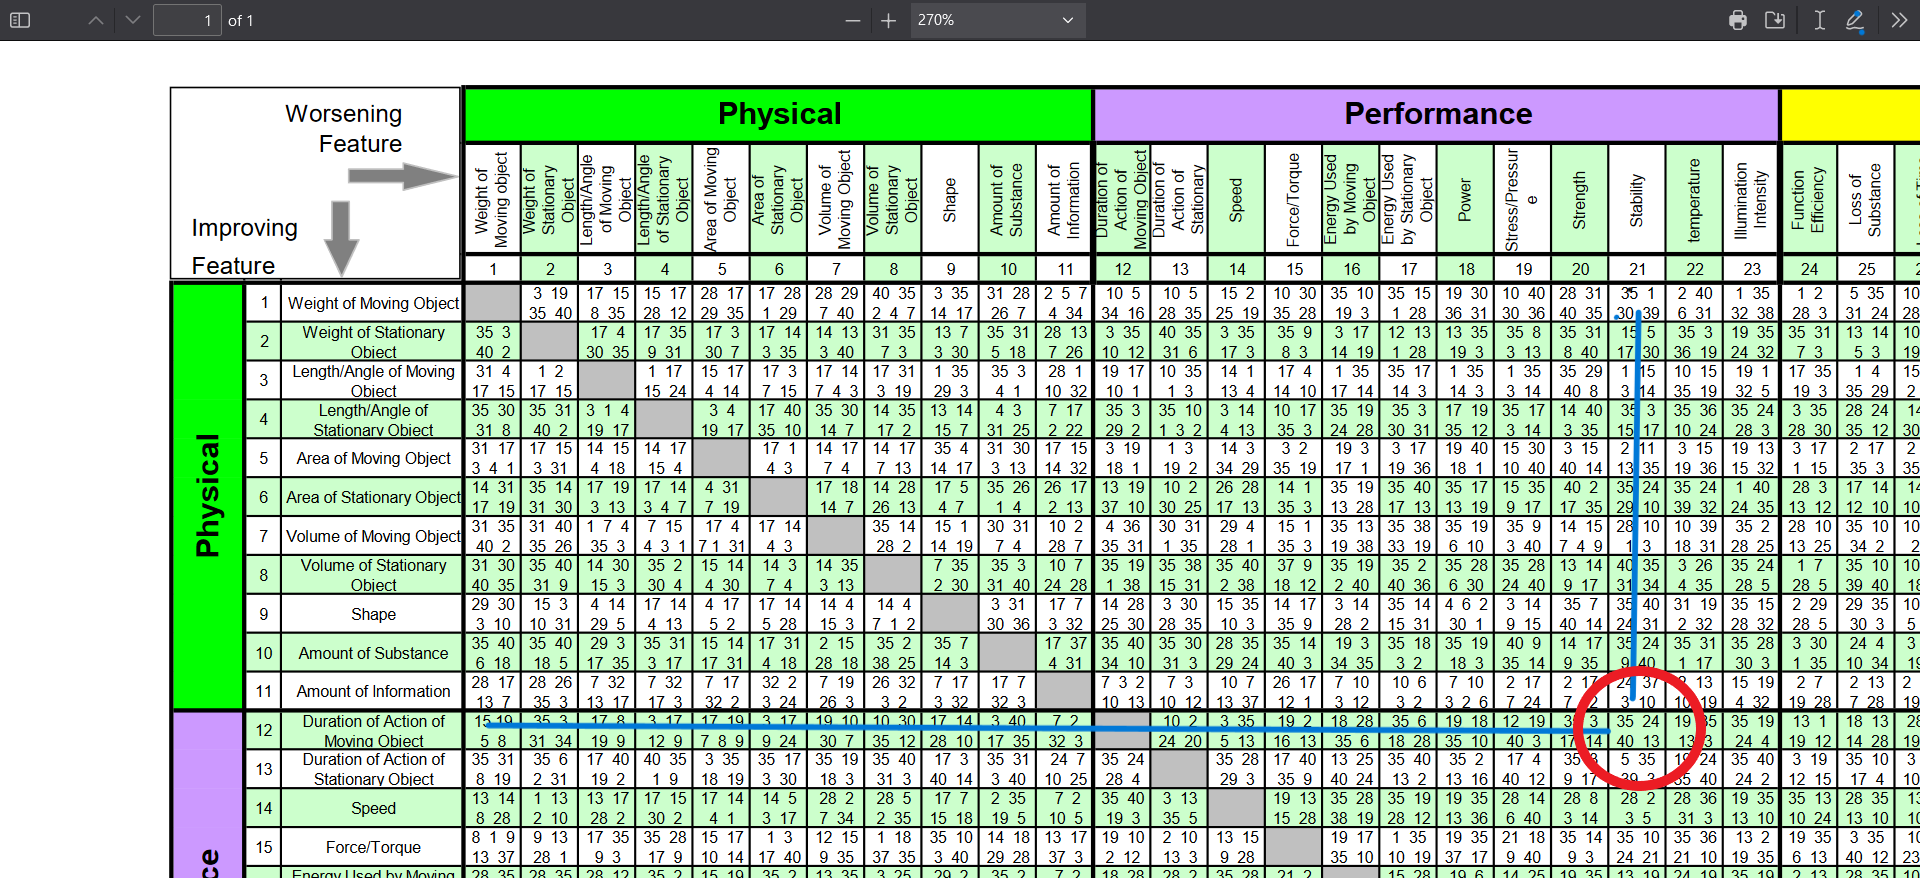 1 of 1
270%
Worsening Feature
Improving Feature
Physical
Performance
Weight of Moving object
Weight of Stationary Object
Length/Angle of Moving Object
Length/Angle of Stationary Object
Area of Moving Object
Area of Stationary Object
Volume of Moving Object
Volume of Stationary Object
Shape
Amount of Substance
Amount of Information
Duration of Action of Moving Object
Duration of Action of Stationary
Speed
Force/Torque
Energy Used by Moving Object
Energy Used by Stationary Object
Power
Stress/Pressure
Strength
Stability
temperature
Illumination Intensity
Function Efficiency
Loss of Substance
1 2 3 4 5 6 7 8 9 10 11 12 13 14 15 16 17 18 19 20 21 22 23 24 25
Physical
1 Weight of Moving Object
3 19 17 15 15 17 28 17 17 28 28 29 40 35 3 35 31 28 2 5 7 10 5 10 5 15 2 10 30 35 10 35 15 19 30 10 40 28 31 35 1 2 40 1 35 1 2 5 35 10
35 40 8 35 28 12 29 35 1 29 7 40 2 4 7 14 17 26 7 4 34 34 16 28 35 25 19 35 28 19 3 1 28 36 31 30 36 40 35 30 39 6 31 32 38 28 3 31 24 28
2 Weight of Stationary Object
35 3 17 4 17 35 17 3 17 14 14 13 31 35 13 7 35 31 28 13 3 35 40 35 3 35 35 9 3 17 12 13 13 35 35 8 35 31 15 5 35 3 19 35 35 31 13 14 10
40 2 30 35 9 31 30 7 3 35 3 40 7 3 3 30 5 18 7 26 10 12 31 6 17 3 8 3 14 19 1 28 19 3 3 13 8 40 17 30 36 19 24 32 7 3 5 3 19
3 Length/Angle of Moving Object
31 4 1 2 1 17 15 17 17 3 17 14 17 31 1 35 35 3 28 1 19 17 10 35 1 14 17 4 1 35 35 17 1 35 1 35 35 29 1 15 10 15 19 1 17 35 1 4 15
17 15 17 15 15 24 4 14 7 15 7 4 3 3 19 29 3 4 1 10 32 10 1 1 3 13 4 14 10 17 14 14 3 14 3 3 14 40 8 3 14 35 19 32 5 19 3 35 29 2
4 Length/Angle of Stationary Object
35 30 35 31 3 1 4 3 4 17 40 35 30 14 35 13 14 4 3 7 17 35 3 35 10 3 14 10 17 35 19 35 3 17 19 35 17 14 40 35 3 35 36 35 24 3 35 28 24 14
31 8 40 2 19 17 19 17 35 10 14 7 17 2 15 7 31 25 2 22 29 2 1 3 2 4 13 13 35 24 28 30 31 35 12 3 14 3 35 15 17 10 24 28 3 28 30 35 12 30
5 Area of Moving Object
31 17 17 15 14 15 14 17 17 1 14 17 14 17 35 4 31 30 17 15 3 19 1 3 14 3 3 2 19 3 3 17 19 40 15 30 3 15 2 11 3 15 19 13 3 17 2 17 2
3 4 1 3 31 4 18 15 4 4 3 7 4 7 13 14 17 3 13 14 32 18 1 19 2 34 29 35 19 17 1 19 36 18 1 10 40 40 14 13 35 19 36 15 32 1 15 35 3 35
6 Area of Stationary Object
14 31 35 14 17 19 17 14 4 31 17 18 14 28 17 5 35 26 26 17 13 19 10 2 26 28 14 1 35 19 35 40 35 17 15 35 40 2 35 24 35 24 1 40 28 3 17 14 14
17 19 31 30 3 13 3 4 7 7 19 14 7 26 13 4 7 1 4 2 13 37 10 30 25 17 13 13 35 13 28 17 13 13 19 9 17 17 35 29 10 39 32 24 35 13 12 12 10 10
7 Volume of Moving Object
31 35 31 40 1 7 4 7 15 17 4 17 14 35 14 15 1 30 31 10 2 4 36 30 31 29 4 15 1 35 13 35 38 35 19 35 9 14 15 28 10 10 39 35 2 28 10 35 10 10
40 2 35 26 35 3 4 3 1 7 1 31 4 3 28 2 14 19 7 4 28 7 35 31 1 35 28 1 35 3 19 38 33 19 6 10 3 40 7 4 9 1 3 18 31 28 25 13 25 34 2 2
8 Volume of Stationary Object
31 30 35 40 14 30 35 2 15 14 14 3 14 35 7 35 35 3 10 7 35 19 35 38 35 40 37 9 35 19 35 2 35 28 35 30 13 14 40 35 3 26 35 24 1 7 35 10 10
40 35 31 9 15 3 30 4 4 30 7 4 3 13 2 30 31 40 24 28 1 38 15 31 2 38 18 12 2 40 40 36 6 30 24 40 9 17 31 34 4 35 28 5 28 5 39 40 18
9 Shape
29 30 15 3 4 14 17 14 4 17 17 14 14 4 14 4 3 31 17 7 14 28 3 30 15 35 14 17 3 14 35 14 4 6 2 3 14 35 7 35 40 31 19 35 15 2 29 29 35 10
3 10 10 31 29 5 4 13 5 2 5 28 15 3 7 1 2 30 36 3 32 25 30 28 35 10 3 35 9 28 2 15 31 30 1 9 15 40 14 24 31 2 32 28 32 28 5 30 3 5
10 Amount of Substance
35 40 35 40 29 3 35 31 15 14 17 31 2 15 35 2 35 7 17 37 35 40 35 30 28 35 35 14 19 3 35 18 35 19 40 9 14 17 35 24 35 31 35 28 3 30 24 4 3
6 18 18 5 17 35 3 17 17 31 4 18 28 18 38 25 14 3 4 31 34 10 31 3 29 24 40 3 34 35 3 2 18 3 35 14 9 35 9 40 1 17 30 3 1 35 10 34 19
11 Amount of Information
28 17 28 26 7 32 7 32 7 17 32 2 7 19 26 32 7 17 17 7 7 3 2 7 3 10 7 26 17 7 10 10 6 7 10 2 17 2 17 24 37 2 13 15 19 2 7 2 13 2
13 7 35 3 13 17 17 3 32 2 3 24 26 3 3 2 3 32 32 3 10 13 10 12 10 13 12 1 3 12 3 2 3 2 6 7 24 3 10 4 32 19 28 7 28 19
12 Duration of Action of Moving Object
15 19 35 3 17 8 3 17 17 19 3 17 19 10 10 30 17 14 3 40 7 2 10 2 3 35 19 2 18 28 35 6 19 18 12 19 35 24 19 35 19 13 1 18 13 28
5 8 31 34 19 9 12 9 7 8 9 9 24 30 7 35 12 28 10 17 35 32 3 24 20 5 13 16 13 35 6 18 28 35 10 40 3 17 14 40 13 24 4 19 12 14 28 19
13 Duration of Action of Stationary Object
35 31 35 6 17 40 40 35 3 35 35 17 35 18 35 40 17 3 35 31 24 7 35 24 35 28 17 40 13 25 35 40 35 2 17 4 5 35 35 40 3 19 35 10 3
8 19 2 31 19 2 1 9 18 19 3 30 19 3 31 3 40 14 3 40 10 25 28 4 29 3 35 9 40 24 13 2 13 16 40 12 9 17 39 3 35 40 24 2 12 15 17 4 10
14 Speed
13 14 1 13 13 17 17 15 17 14 14 5 28 2 28 5 17 7 2 35 7 2 35 40 3 13 19 13 35 28 35 15 19 35 28 14 28 8 28 2 28 36 19 35 35 13 28 35 13
8 28 2 10 28 2 30 2 4 1 3 17 7 34 2 35 15 18 19 5 10 5 19 3 35 5 15 28 38 19 28 12 13 36 6 40 3 14 3 5 31 3 13 10 10 24 13 10 10
15 Force/Torque
8 1 9 9 13 17 35 35 28 15 17 1 3 12 15 1 18 35 10 14 18 13 17 19 10 2 10 13 15 19 17 1 35 19 35 21 18 35 14 35 10 35 36 13 2 19 35 3 35 10
13 37 28 1 9 3 17 9 10 14 17 40 9 35 37 35 3 40 29 28 37 3 2 12 13 3 9 28 35 10 10 19 37 17 9 40 9 3 24 21 21 10 19 35 6 13 40 12 23
Energy Used by Moving